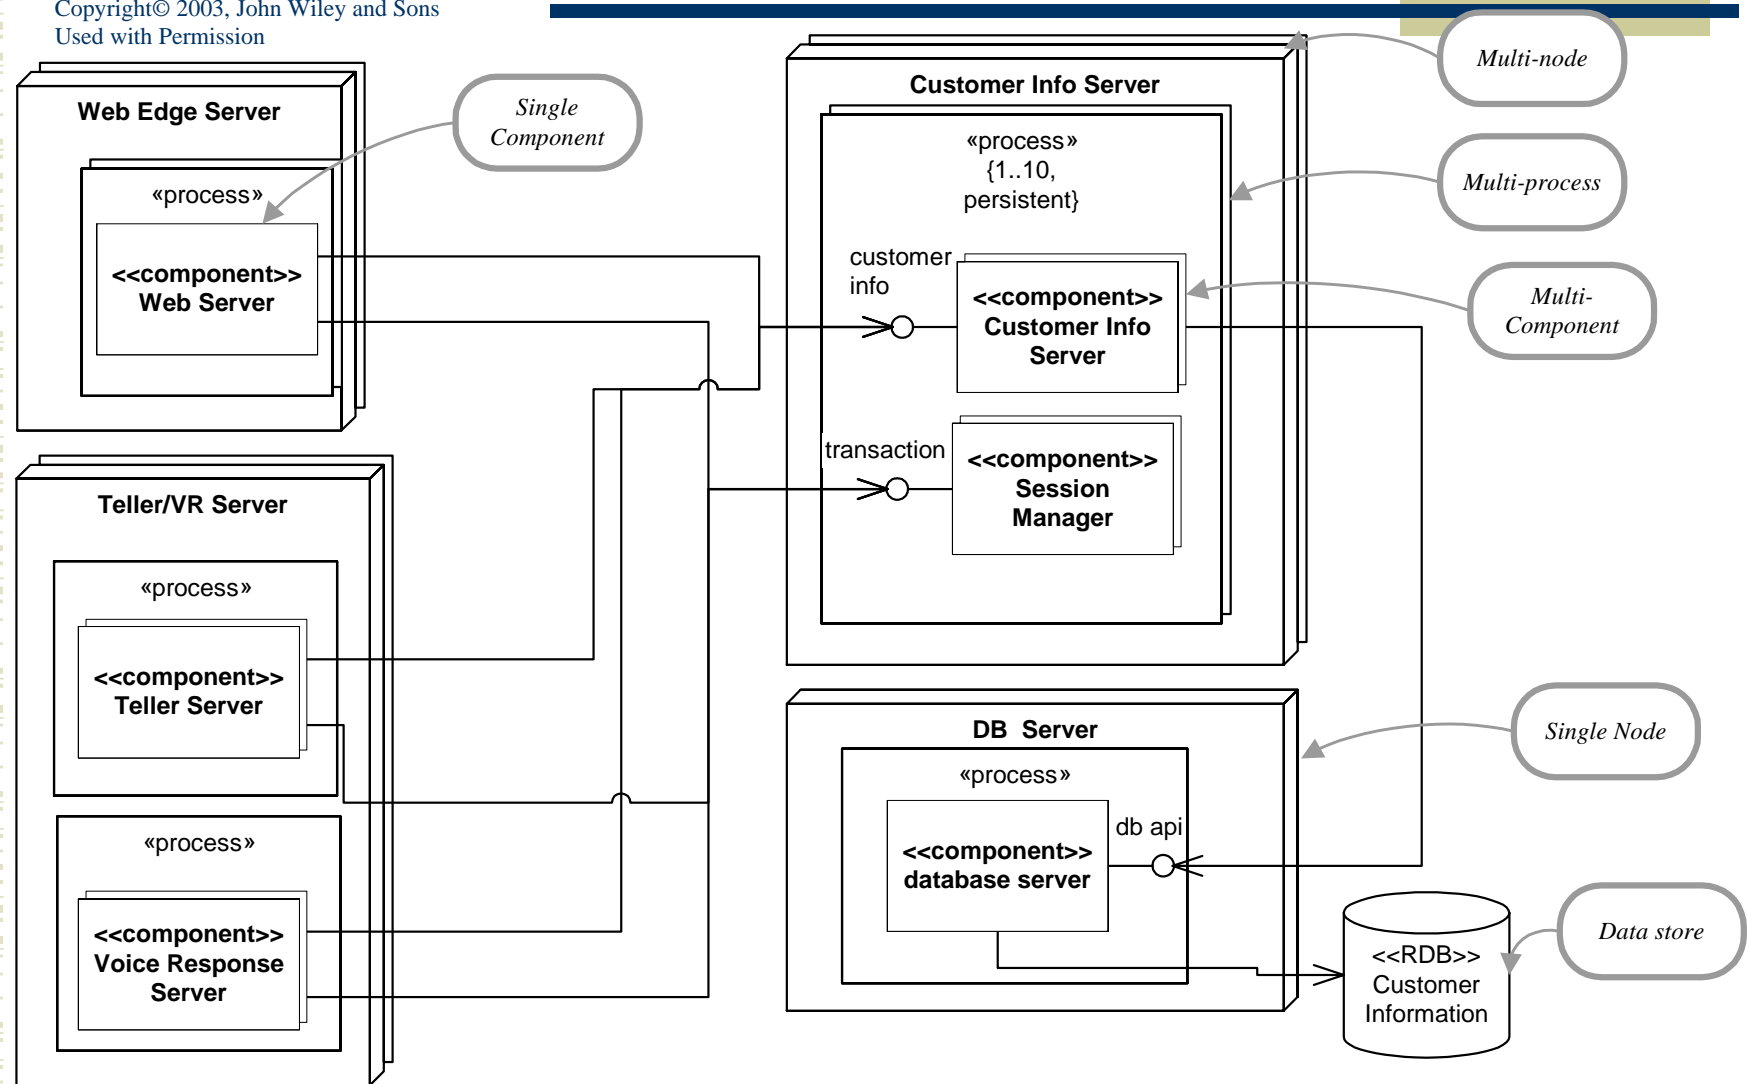 Copyright© 2003, John Wiley and Sons
Used with Permission
Web Edge Server
«process»
<<component>>
Web Server
Single
Component
Teller/VR Server
«process»
<<component>>
Teller Server
«process»
<<component>>
Voice Response
Server
Customer Info Server
«process»
{1..10,
persistent}
customer
info
<<component>>
Customer Info
Server
transaction
<<component>>
Session
Manager
Multi-node
Multi-process
Multi-
Component
DB  Server
«process»
<<component>>
database server
db api
Single Node
<<RDB>>
Customer
Information
Data store